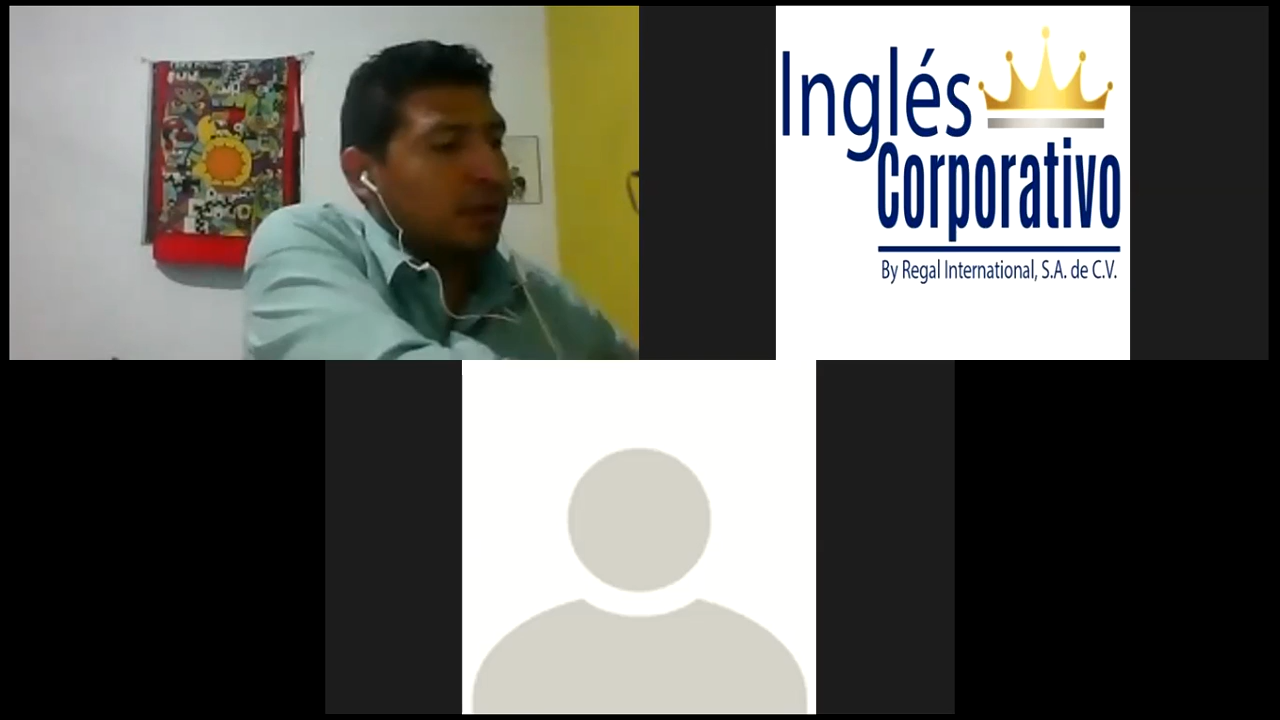 Inglés
Corporativo
By Regal International, S.A. de C.V.